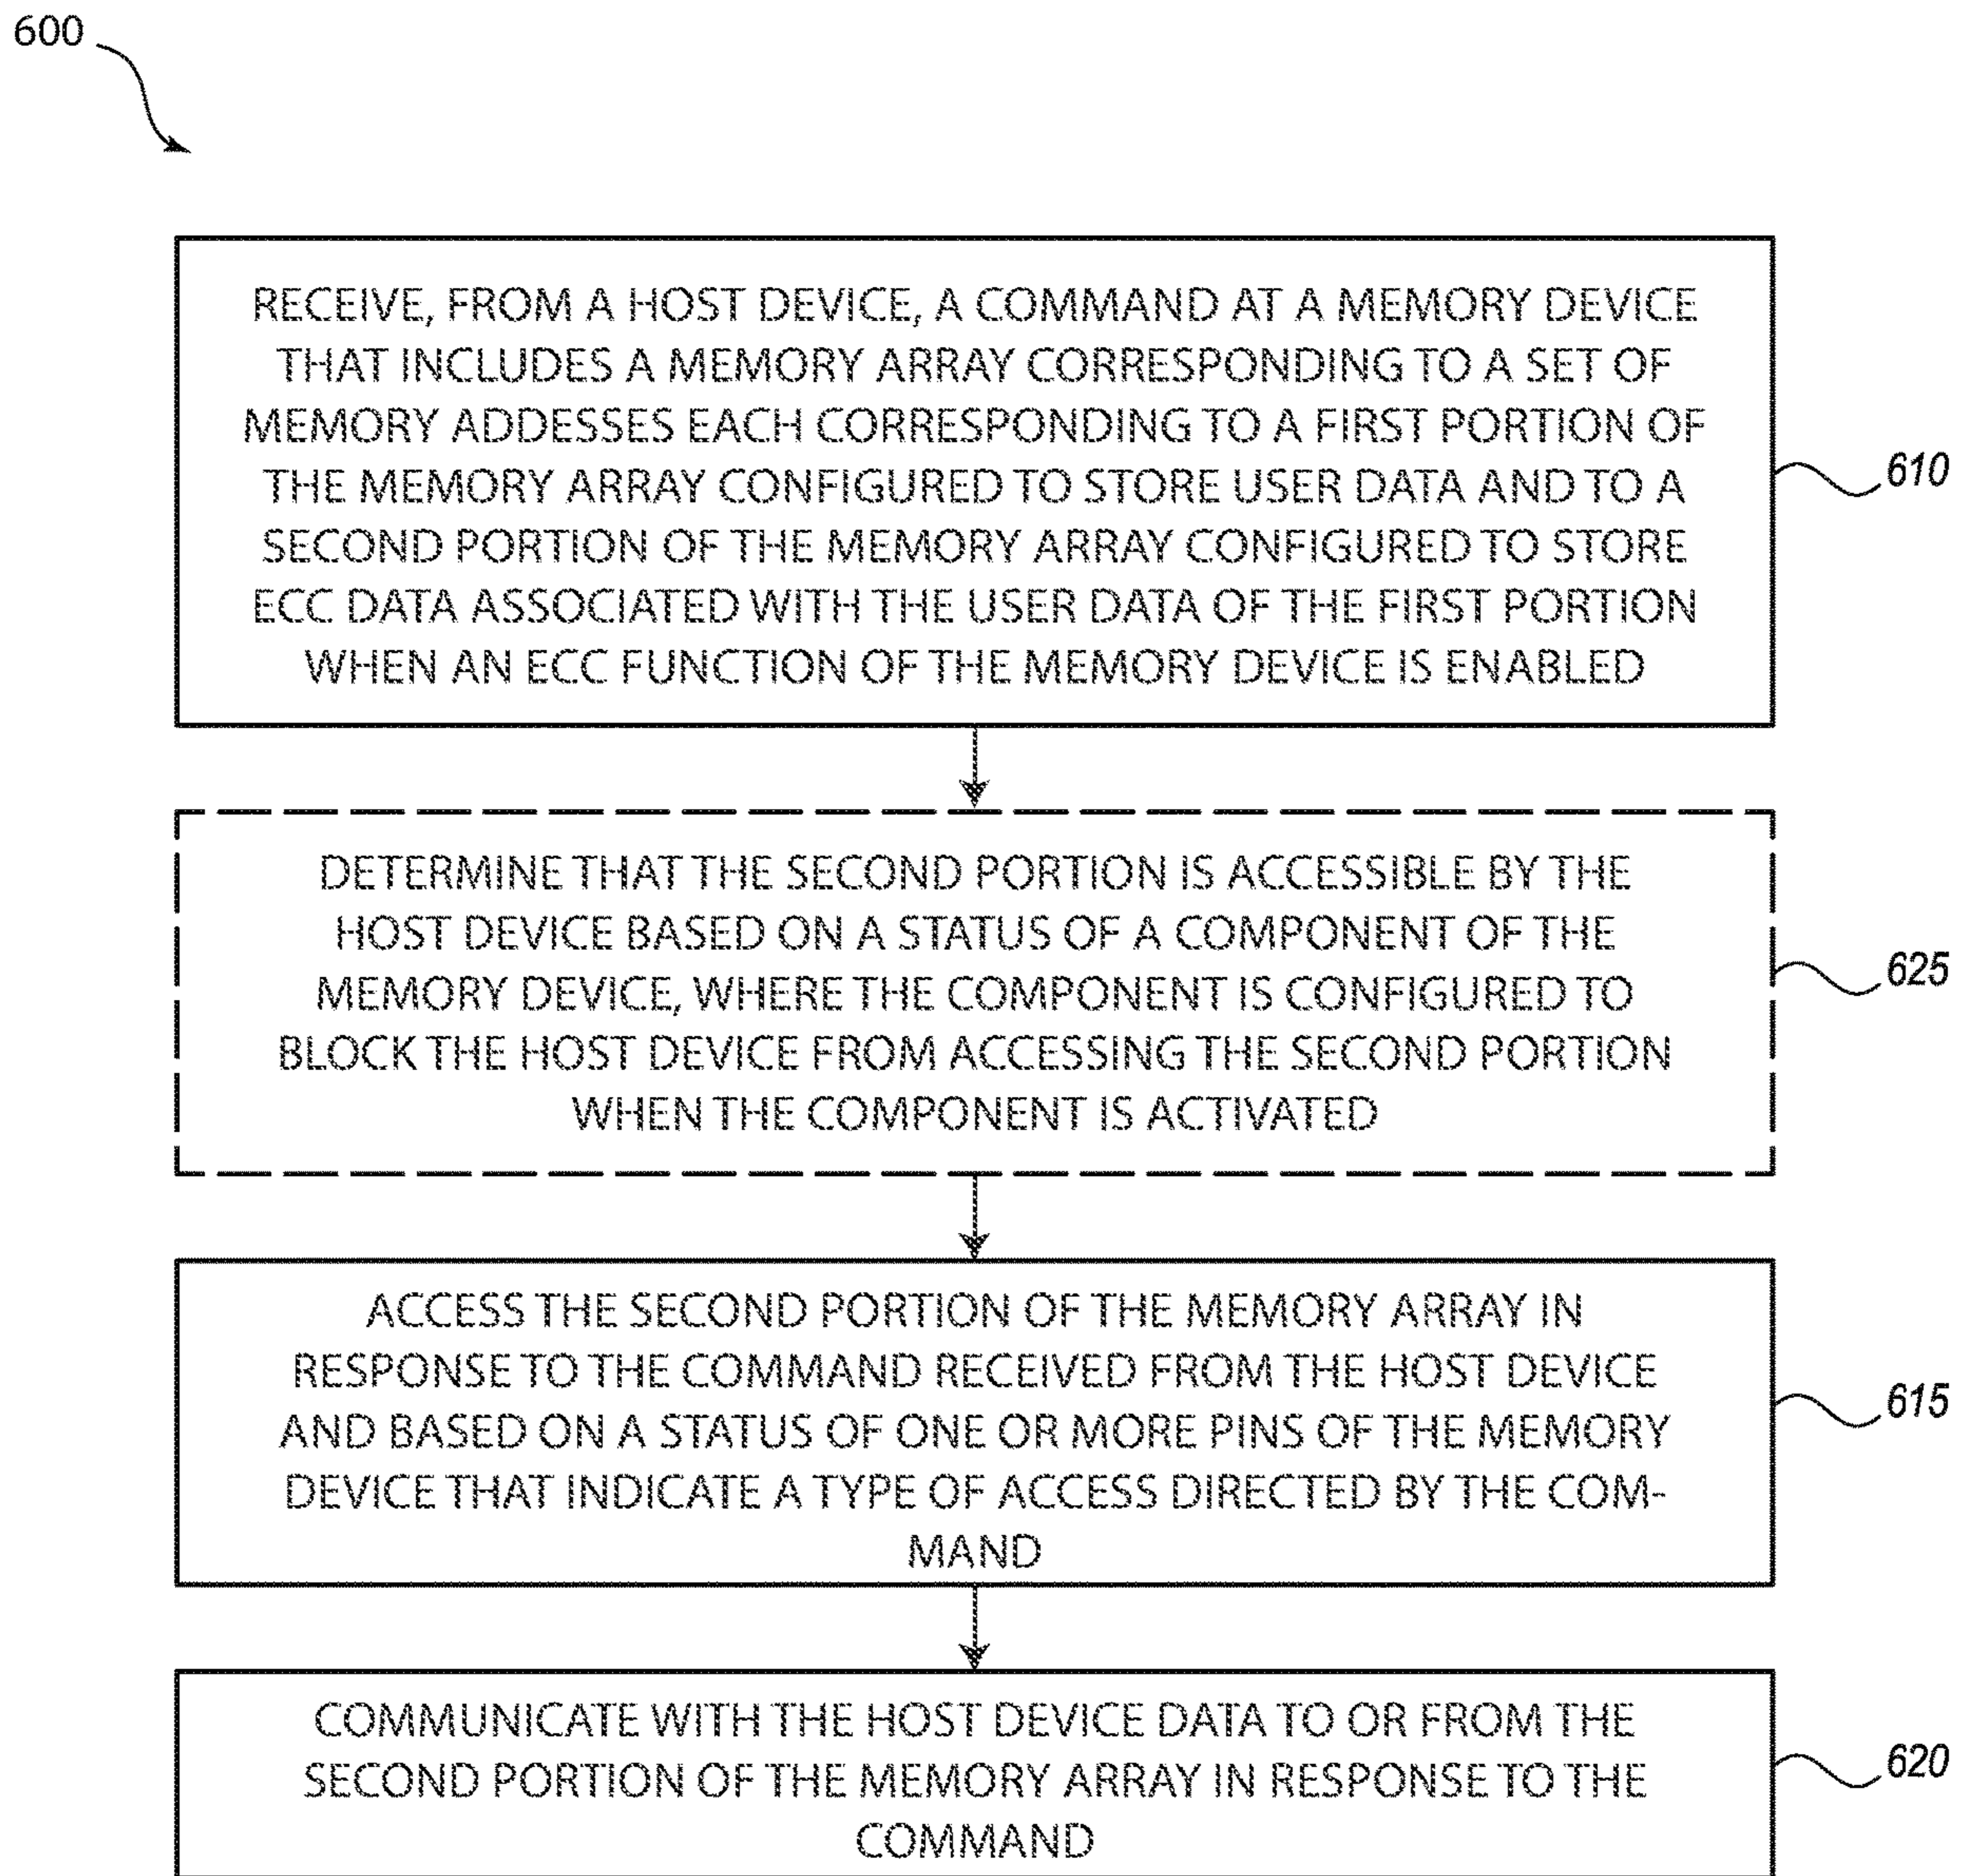 600
RECEIVE, FROM A HOST DEVICE, A COMMAND AT A MEMORY DEVICE
THAT INCLUDES A MEMORY ARRAY CORRESPONDING TO A SET OF
MEMORY ADDESSES EACH CORRESPONDING TO A FIRST PORTION OF
THE MEMORY ARRAY CONFIGURED TO STORE USER DATA AND TO A
SECOND PORTION OF THE MEMORY ARRAY CONFIGURED TO STORE
ECC DATA ASSOCIATED WITH THE USER DATA OF THE FIRST PORTION
WHEN AN ECC FUNCTION OF THE MEMORY DEVICE IS ENABLED
610
DETERMINE THAT THE SECOND PORTION IS ACCESSIBLE BY THE
HOST DEVICE BASED ON A STATUS OF A COMPONENT OF THE
MEMORY DEVICE, WHERE THE COMPONENT IS CONFIGURED TO
BLOCK THE HOST DEVICE FROM ACCESSING THE SECOND PORTION
WHEN THE COMPONENT IS ACTIVATED
625
ACCESS THE SECOND PORTION OF THE MEMORY ARRAY IN
RESPONSE TO THE COMMAND RECEIVED FROM THE HOST DEVICE
AND BASED ON A STATUS OF ONE OR MORE PINS OF THE MEMORY
DEVICE THAT INDICATE A TYPE OF ACCESS DIRECTED BY THE COM-
MAND
615
COMMUNICATE WITH THE HOST DEVICE DATA TO OR FROM THE
SECOND PORTION OF THE MEMORY ARRAY IN RESPONSE TO THE
COMMAND
620